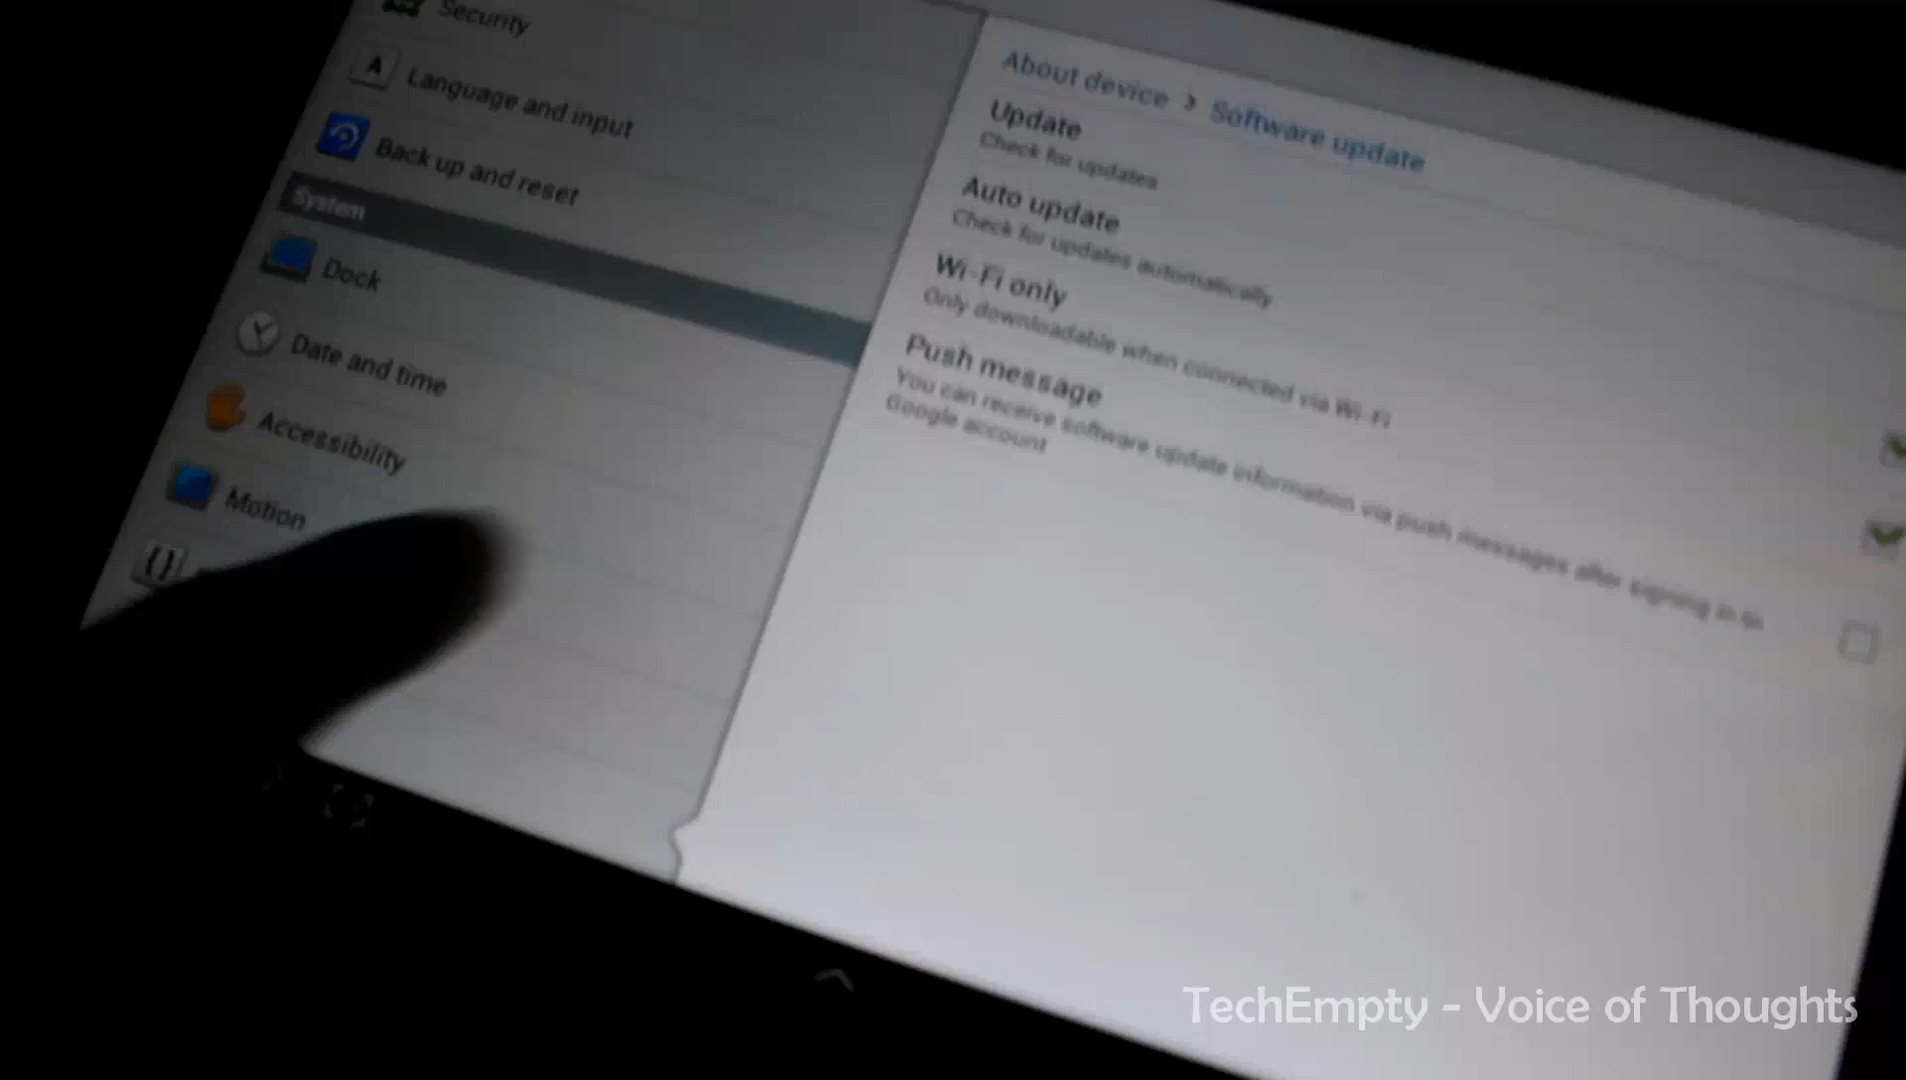 Security
Language and input
Back up and reset
System
Dock
Date and time
Accessibility
Motion
{}
About device › Software update
Update
Check for updates
Auto update
Check for updates automatically
Wi-Fi only
Only downloadable when connected via Wi-Fi
Push message
You can receive software update information via push messages after signing in to
Google account
TechEmpty - Voice of Thoughts